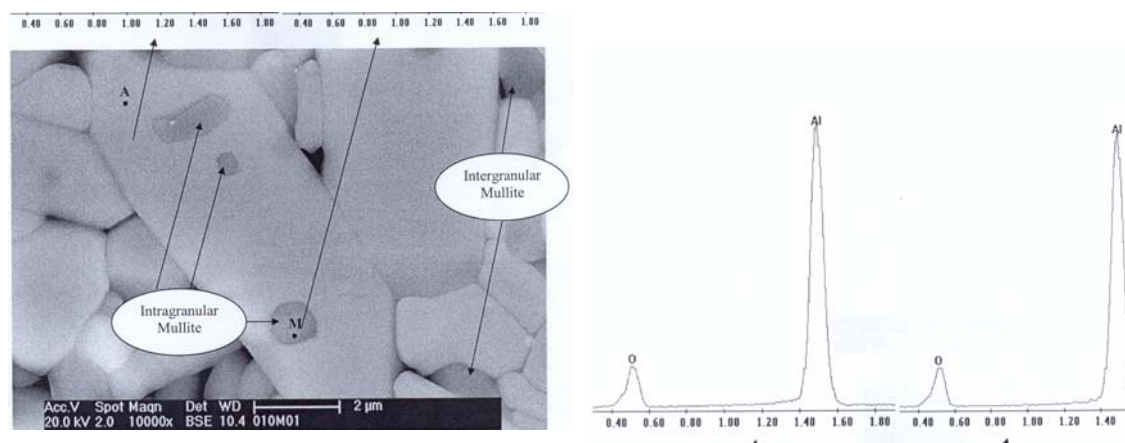 0.40 0.60 0.80 1.00 1.20 1.40 1.60 1.80 0.40 0.60 0.80 1.00 1.20 1.40 1.60 1.80
A
Intergranular
Mullite
Intragranular
Mullite
M
Acc.V Spot Magn Det WD 2 µm
20.0 kV 2.0 10000x BSE 10.4 010M01
Al
Al
O
O
0.40 0.60 0.80 1.00 1.20 1.40 1.60 1.80 0.40 0.60 0.80 1.00 1.20 1.40